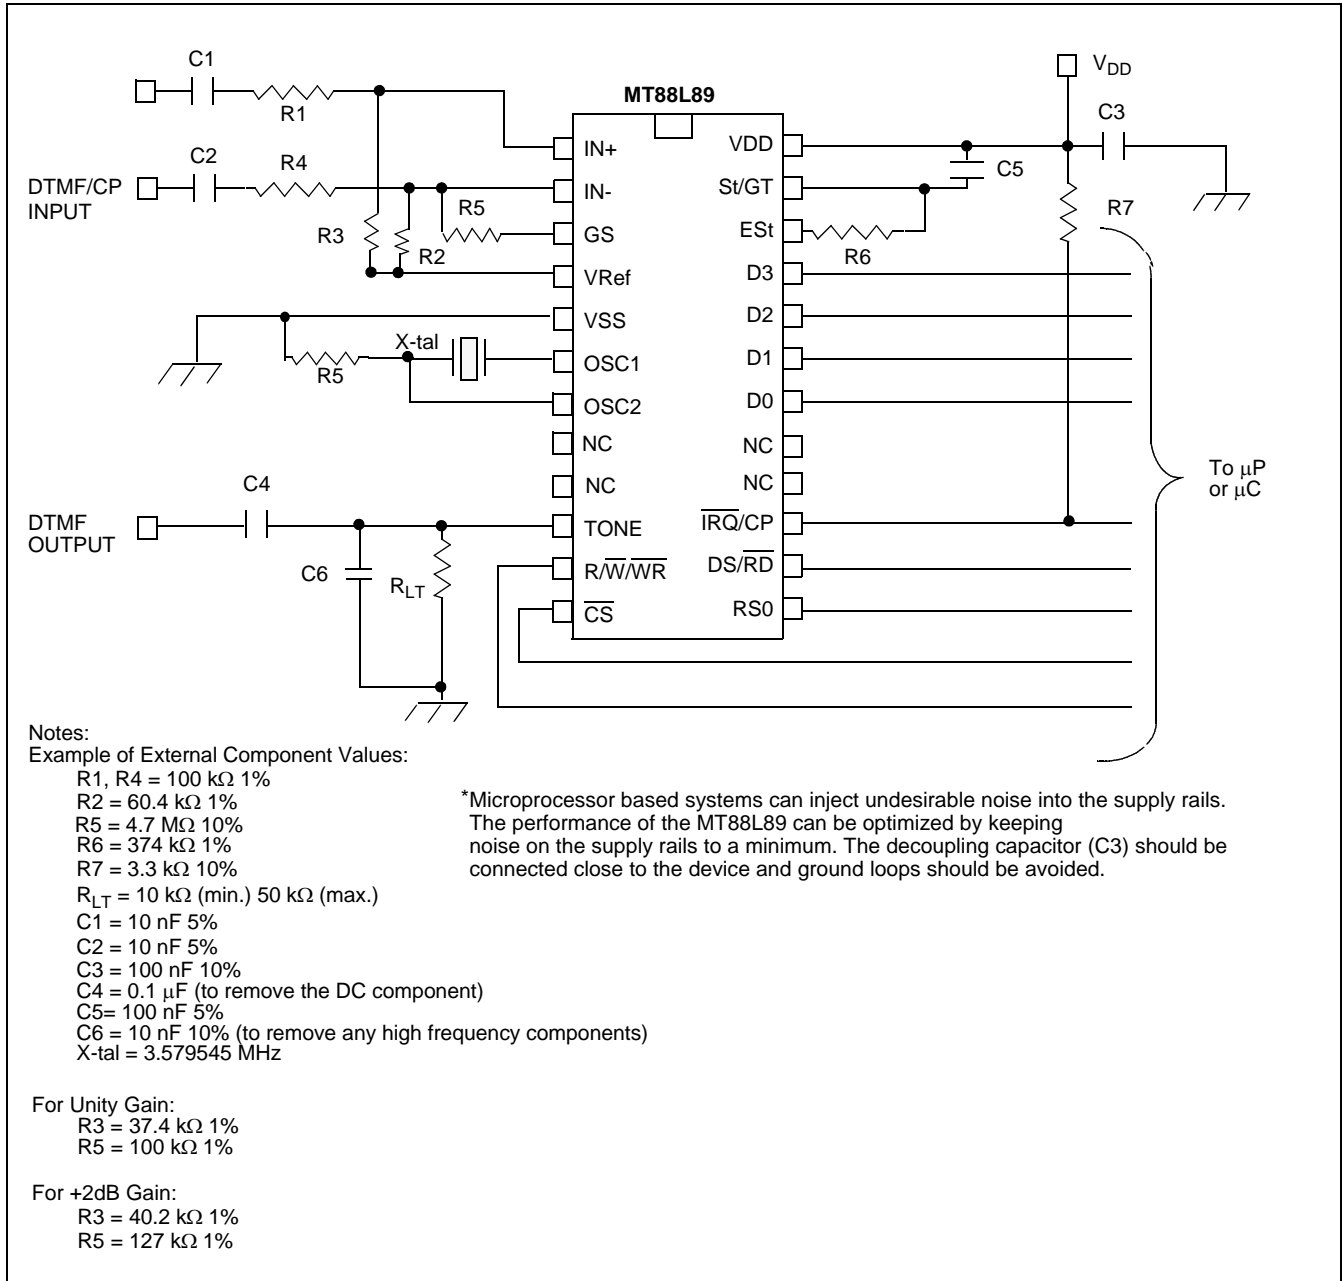 C1
R1
MT88L89
V_DD
C3
C2
R4
IN+
VDD
DTMF/CP
INPUT
IN-
St/GT
C5
R5
R3
R2
GS
ESt
R6
R7
VRef
D3
VSS
D2
X-tal
R5
OSC1
D1
OSC2
D0
NC
NC
NC
NC
To μP
or μC
C4
DTMF
OUTPUT
TONE
I̅R̅Q̅/CP
C6
R_LT
R/W̅/W̅R̅
DS/R̅D̅
C̅S̅
RS0
Notes:
Example of External Component Values:
R1, R4 = 100 kΩ 1%
R2 = 60.4 kΩ 1%
R5 = 4.7 MΩ 10%
R6 = 374 kΩ 1%
R7 = 3.3 kΩ 10%
R_LT = 10 kΩ (min.) 50 kΩ (max.)
C1 = 10 nF 5%
C2 = 10 nF 5%
C3 = 100 nF 10%
C4 = 0.1 μF (to remove the DC component)
C5= 100 nF 5%
C6 = 10 nF 10% (to remove any high frequency components)
X-tal = 3.579545 MHz
*Microprocessor based systems can inject undesirable noise into the supply rails.
The performance of the MT88L89 can be optimized by keeping
noise on the supply rails to a minimum. The decoupling capacitor (C3) should be
connected close to the device and ground loops should be avoided.
For Unity Gain:
R3 = 37.4 kΩ 1%
R5 = 100 kΩ 1%
For +2dB Gain:
R3 = 40.2 kΩ 1%
R5 = 127 kΩ 1%